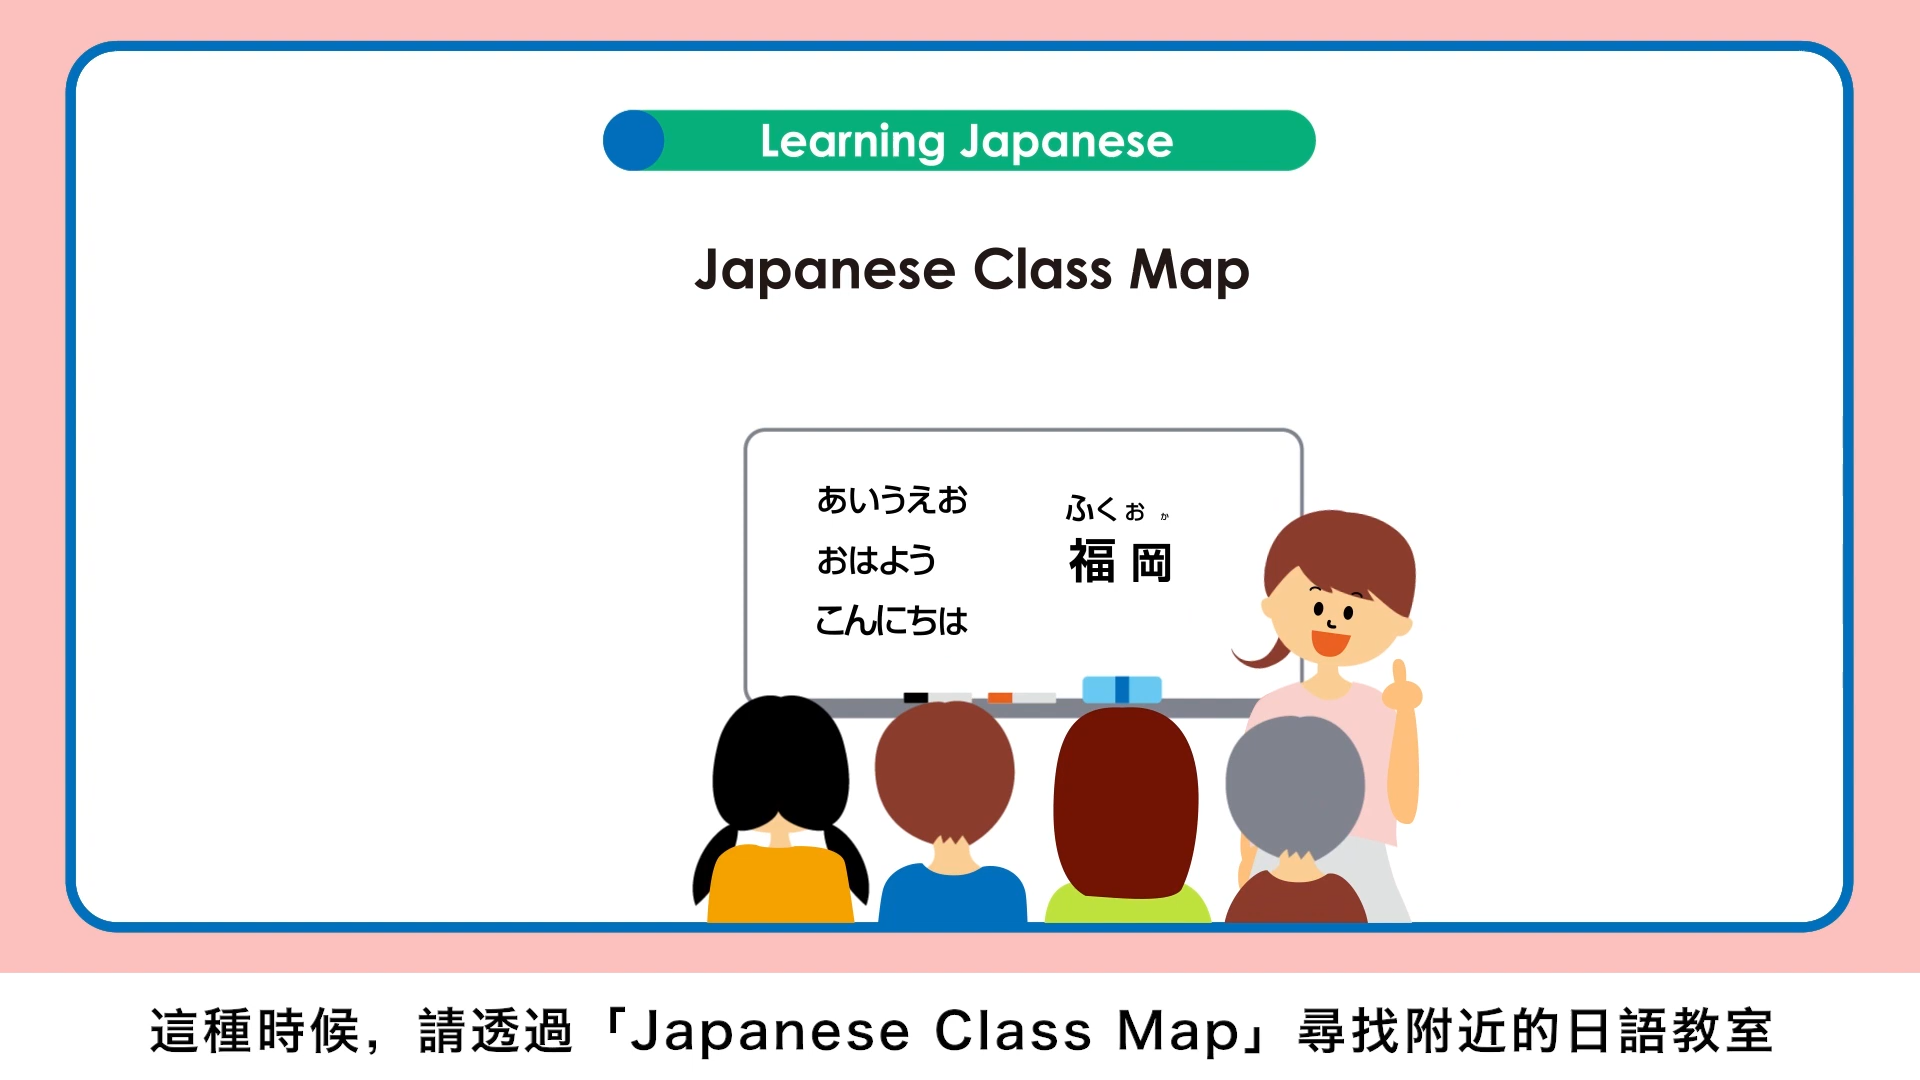 Learning Japanese
Japanese Class Map
あいうえお
おはよう
こんにちは
ふくおか
福岡
這種時候，請透過「Japanese Class Map」尋找附近的日語教室